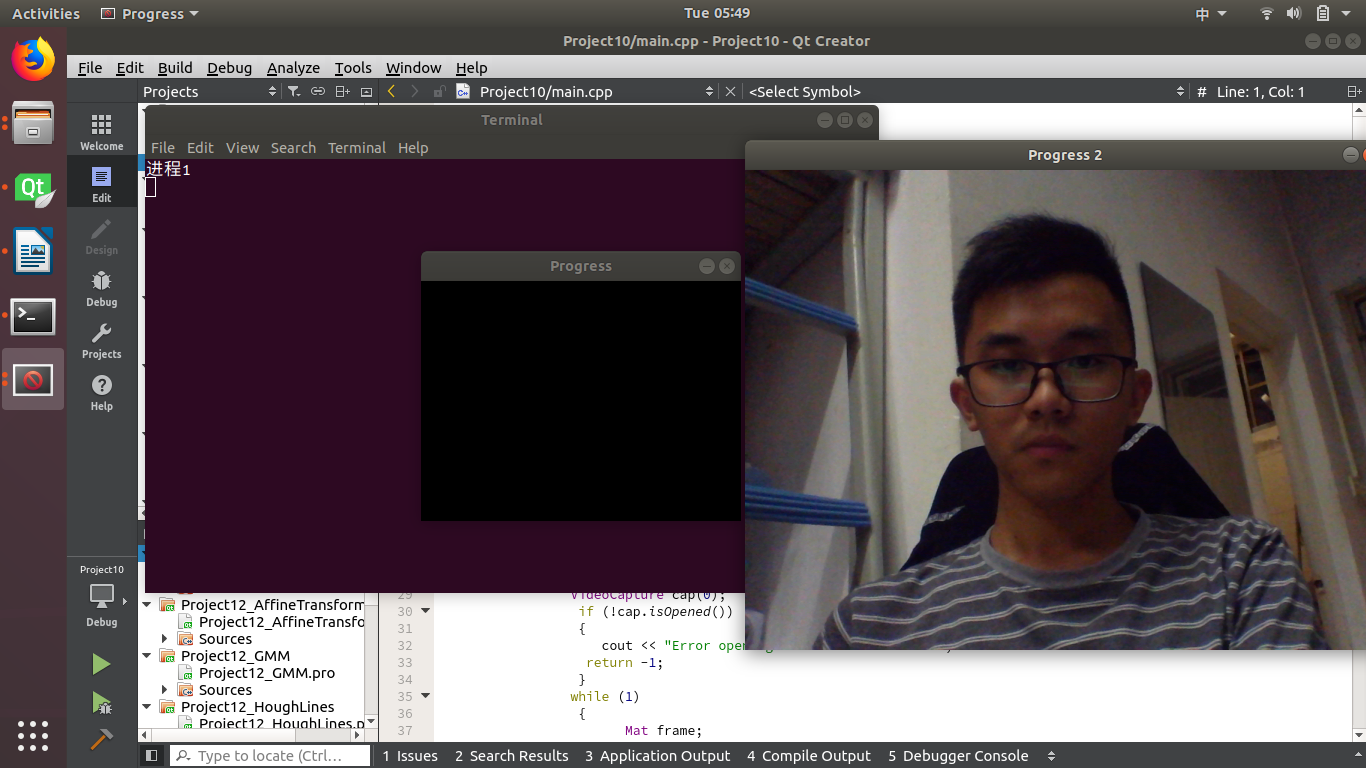 Activities Progress Tue 05:49 中
Project10/main.cpp - Project10 - Qt Creator
File Edit Build Debug Analyze Tools Window Help
Projects Project10/main.cpp <Select Symbol> # Line: 1, Col: 1
Welcome
Edit
Design
Debug
Projects
Help
Project10
Debug
Terminal
File Edit View Search Terminal Help
进程1
Progress
Progress 2
Qt
Project12_AffineTransform
Project12_AffineTransfo
Sources
Project12_GMM
Project12_GMM.pro
Sources
Project12_HoughLines
Project12_HoughLines.p
29 VideoCapture cap(0);
30 if (!cap.isOpened())
31 {
32 cout << "Error open
33 return -1;
34 }
35 while (1)
36 {
37 Mat frame;
Type to locate (Ctrl... 1 Issues 2 Search Results 3 Application Output 4 Compile Output 5 Debugger Console